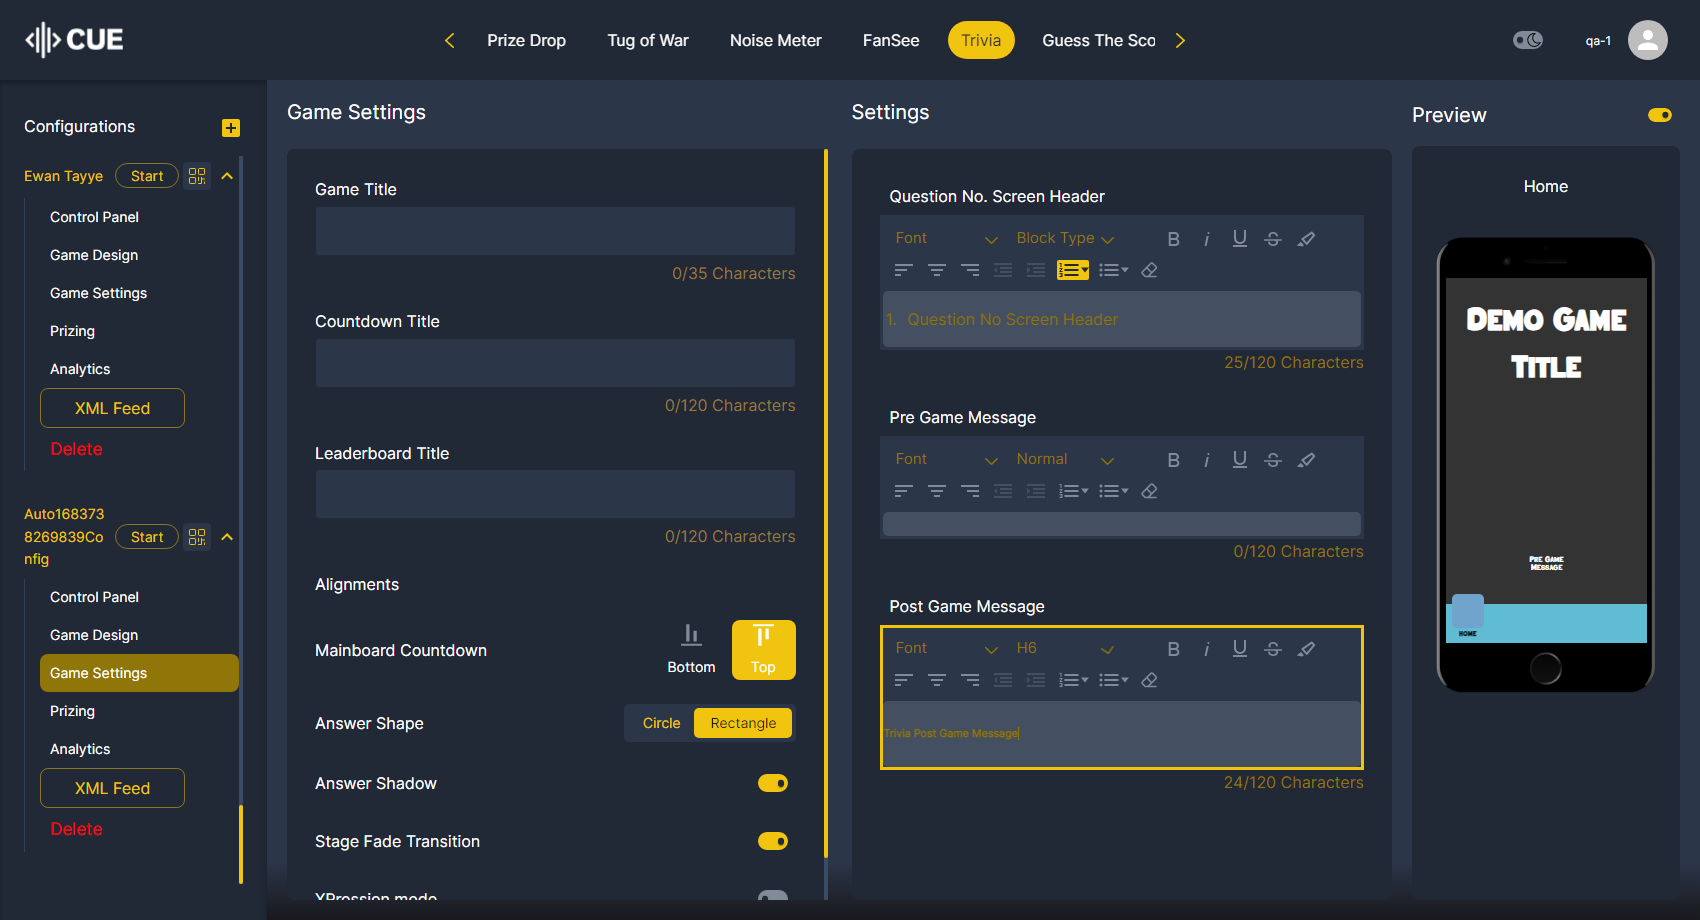 CUE
Prize Drop
Tug of War
Noise Meter
FanSee
Trivia
Guess The Sco
qa-1
Configurations
Ewan Tayye
Start
Control Panel
Game Design
Game Settings
Prizing
Analytics
XML Feed
Delete
Auto168373
8269839Co
nfig
Start
Control Panel
Game Design
Game Settings
Prizing
Analytics
XML Feed
Delete
Game Settings
Game Title
0/35 Characters
Countdown Title
0/120 Characters
Leaderboard Title
0/120 Characters
Alignments
Mainboard Countdown
Bottom
Top
Answer Shape
Circle
Rectangle
Answer Shadow
Stage Fade Transition
XPression mode
Settings
Question No. Screen Header
Font
Block Type
B i U S
1. Question No Screen Header
25/120 Characters
Pre Game Message
Font
Normal
B i U S
0/120 Characters
Post Game Message
Font
H6
B i U S
Trivia Post Game Message
24/120 Characters
Preview
Home
Demo Game
Title
Pre Game
Message
HOME